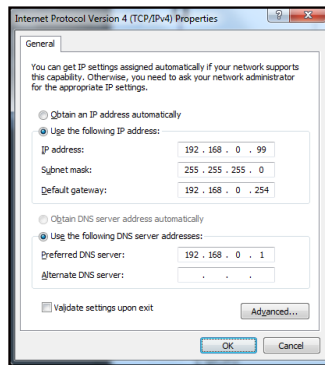 Internet Protocol Version 4 (TCP/IPv4) Properties
General
You can get IP settings assigned automatically if your network supports
this capability. Otherwise, you need to ask your network administrator
for the appropriate IP settings.
Obtain an IP address automatically
Use the following IP address:
IP address: 192 . 168 . 0 . 99
Subnet mask: 255 . 255 . 255 . 0
Default gateway: 192 . 168 . 0 . 254
Obtain DNS server address automatically
Use the following DNS server addresses:
Preferred DNS server: 192 . 168 . 0 . 1
Alternate DNS server: . . .
Validate settings upon exit
Advanced...
OK Cancel